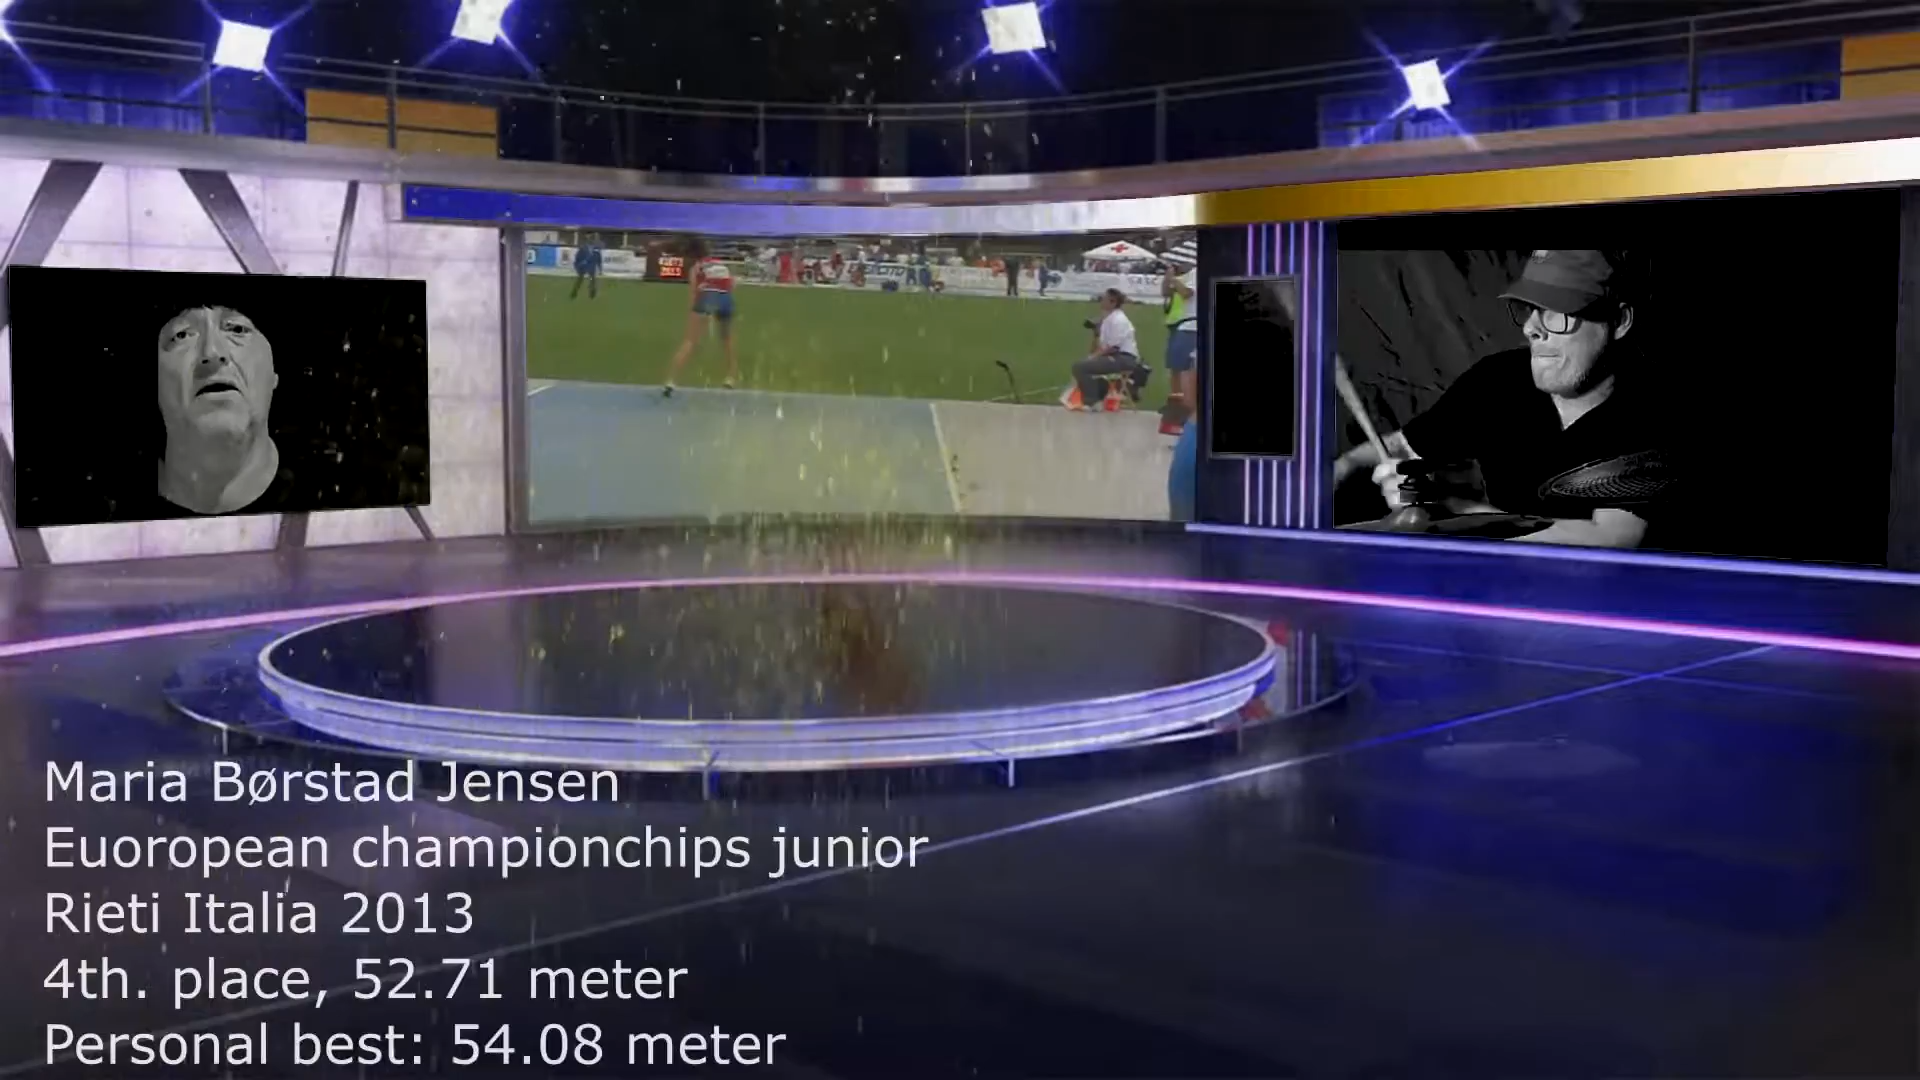 Maria Børstad Jensen
Euoropean championchips junior
Rieti Italia 2013
4th. place, 52.71 meter
Personal best: 54.08 meter